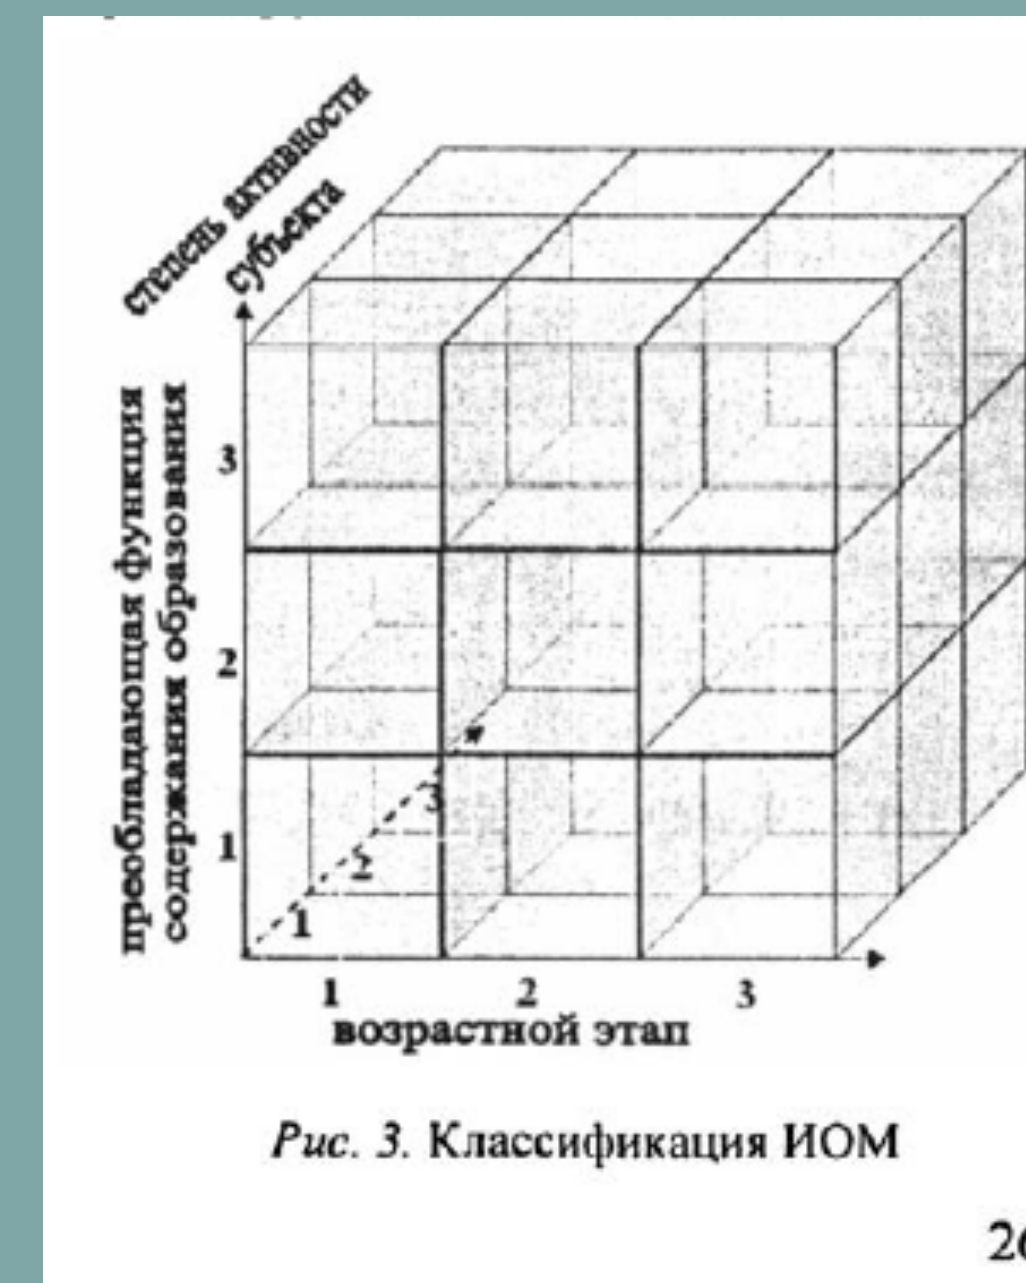 степень активности
субъекта
преобладающая функция
содержания образования
3
2
1
3
2
1
1
2
3
возрастной этап
Рис. 3. Классификация ИОМ
26